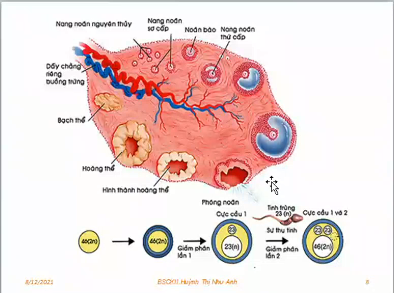 Nang noãn nguyên thủy
Nang noãn
sơ cấp
Noãn bào
Nang noãn
thứ cấp
Dây chằng
riêng
buồng trứng
Bạch thể
Hoàng thể
Hình thành hoàng thể
Phóng noãn
Cực cầu 1
Tinh trùng
23 (n)
Cực cầu 1 và 2
Sự thụ tinh
46(2n)
46(2n)
Giảm phân
lần 1
23(n)
Giảm phân
lần 2
23
23
46(2n)
8/12/2021
BSCKII.Huỳnh Thị Như Anh
8